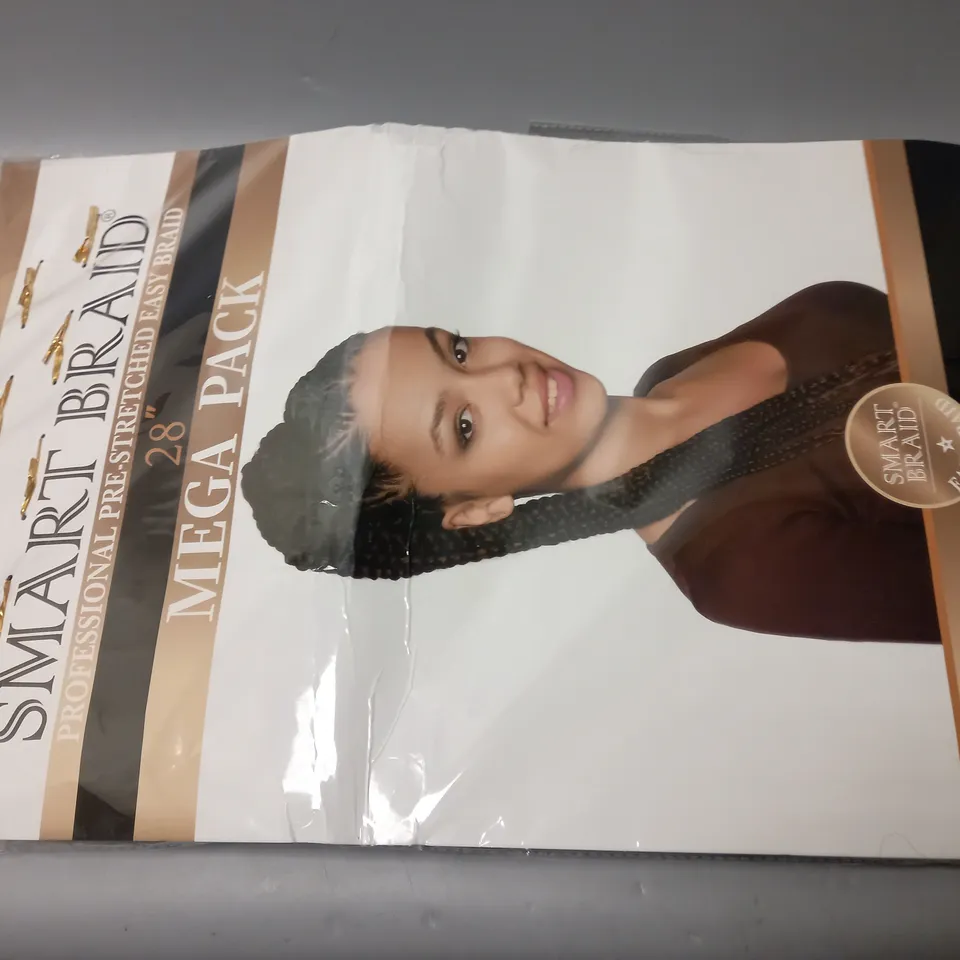 SMART BRAID®
PROFESSIONAL PRE-STRETCHED EASY BRAID
28"
MEGA PACK
SMART
BRAID®